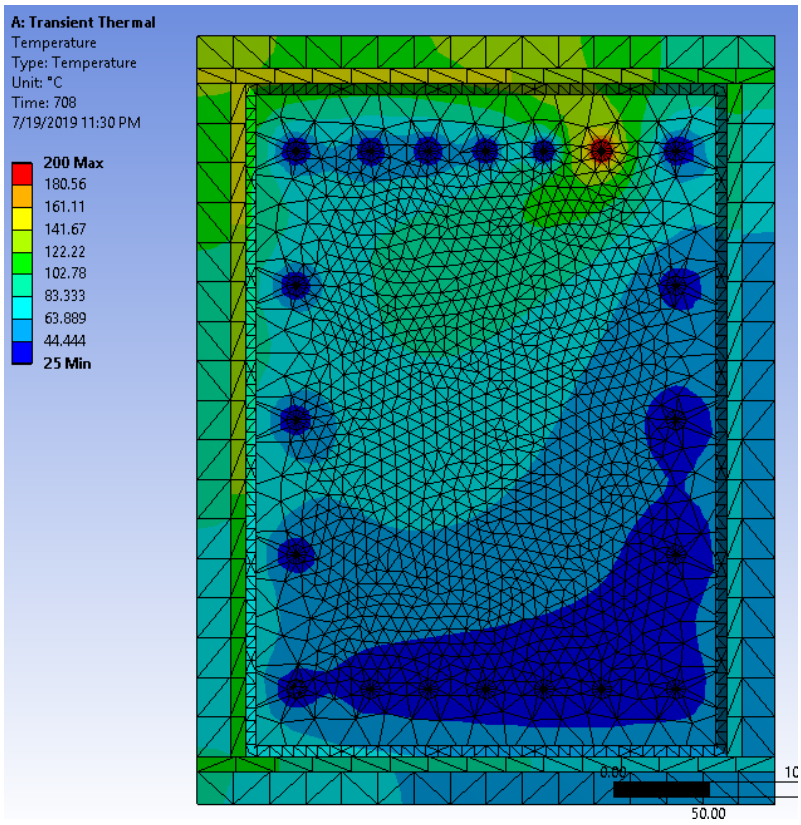 A: Transient Thermal
Temperature
Type: Temperature
Unit: °C
Time: 708
7/19/2019 11:30 PM
200 Max
180.56
161.11
141.67
122.22
102.78
83.333
63.889
44.444
25 Min
0.00
10
50.00